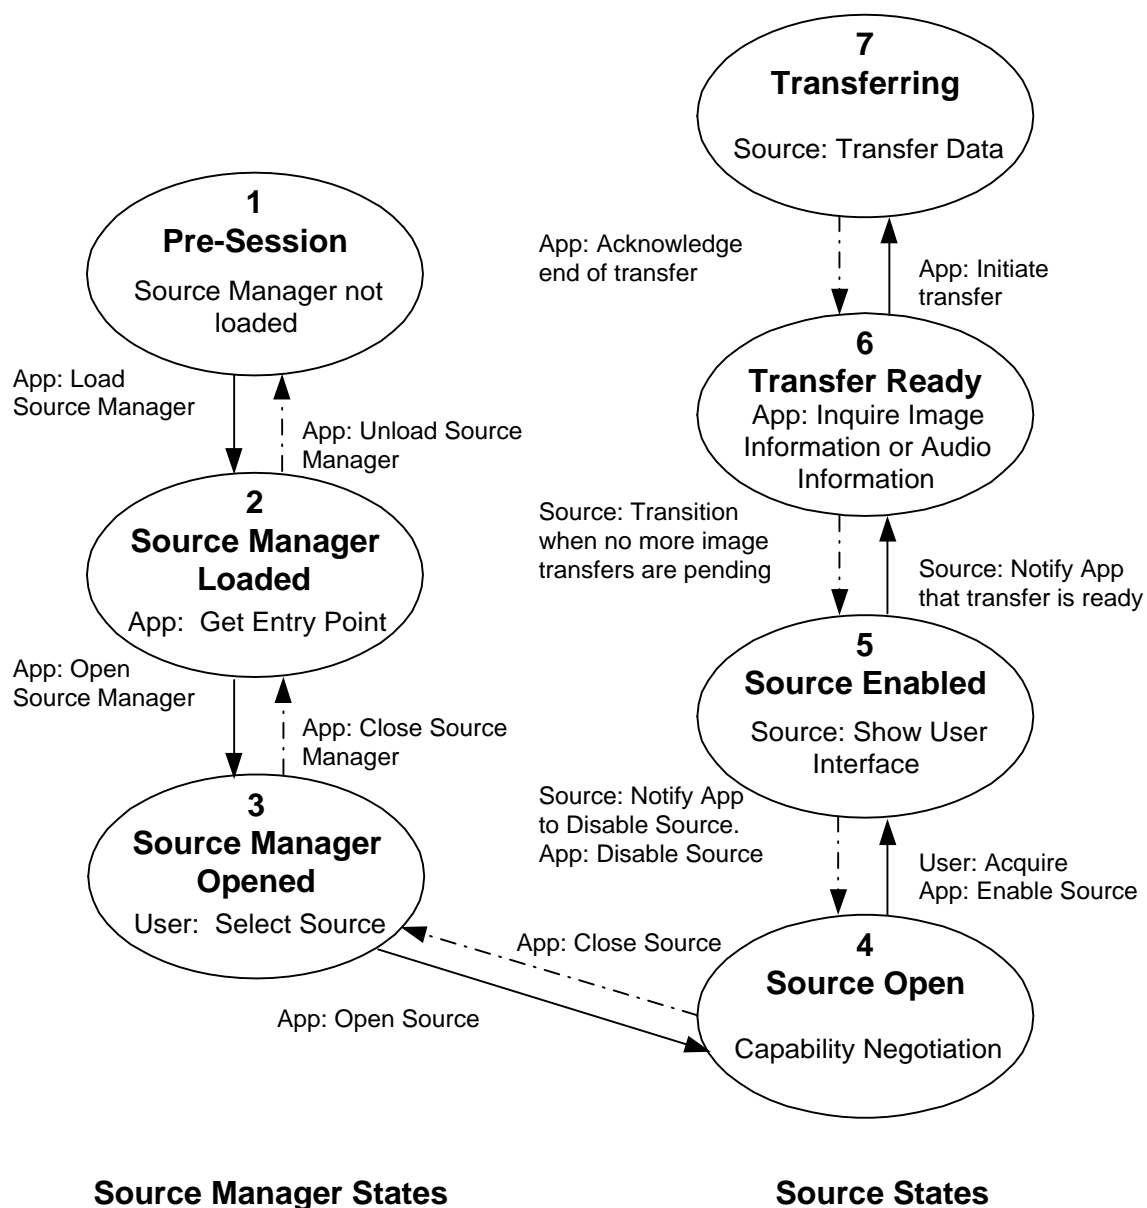 1
Pre-Session
Source Manager not
loaded
App: Load
Source Manager
App: Unload Source
Manager
2
Source Manager
Loaded
App:  Get Entry Point
App: Open
Source Manager
App: Close Source
Manager
3
Source Manager
Opened
User:  Select Source
App: Close Source
App: Open Source
7
Transferring
Source: Transfer Data
App: Acknowledge
end of transfer
App: Initiate
transfer
6
Transfer Ready
App: Inquire Image
Information or Audio
Information
Source: Transition
when no more image
transfers are pending
Source: Notify App
that transfer is ready
5
Source Enabled
Source: Show User
Interface
Source: Notify App
to Disable Source.
App: Disable Source
User: Acquire
App: Enable Source
4
Source Open
Capability Negotiation
Source Manager States
Source States